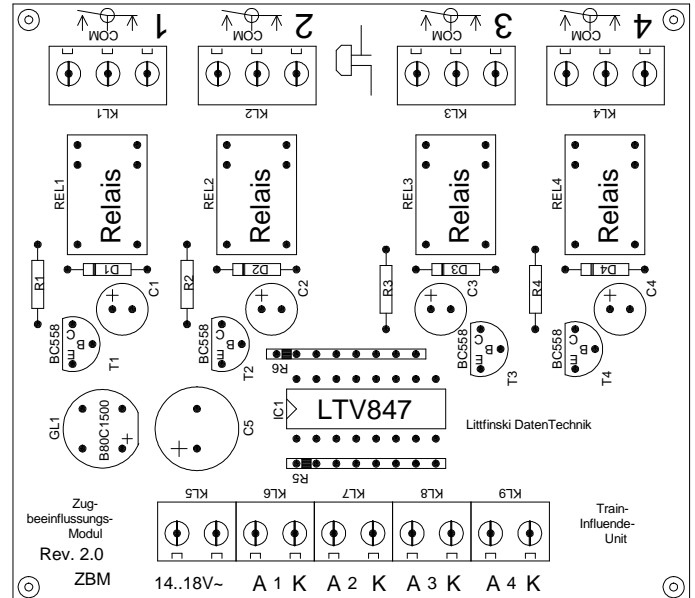 1 2 3 4
COM COM COM COM
KL1 KL2 KL3 KL4
REL1 Relais REL2 Relais REL3 Relais REL4 Relais
D1 D2 D3 D4
R1 C1 R2 C2 R3 C3 R4 C4
BC558 C B E T1 BC558 C B E T2 BC558 C B E T3 BC558 C B E T4
R6
GL1 B80C1500 C5 IC1 LTV847 Littfinski DatenTechnik
R5
KL5 KL6 KL7 KL8 KL9
Zug-
beeinflussungs-
Modul
Train-
Influende-
Unit
Rev. 2.0
ZBM 14..18V~ A 1 K A 2 K A 3 K A 4 K